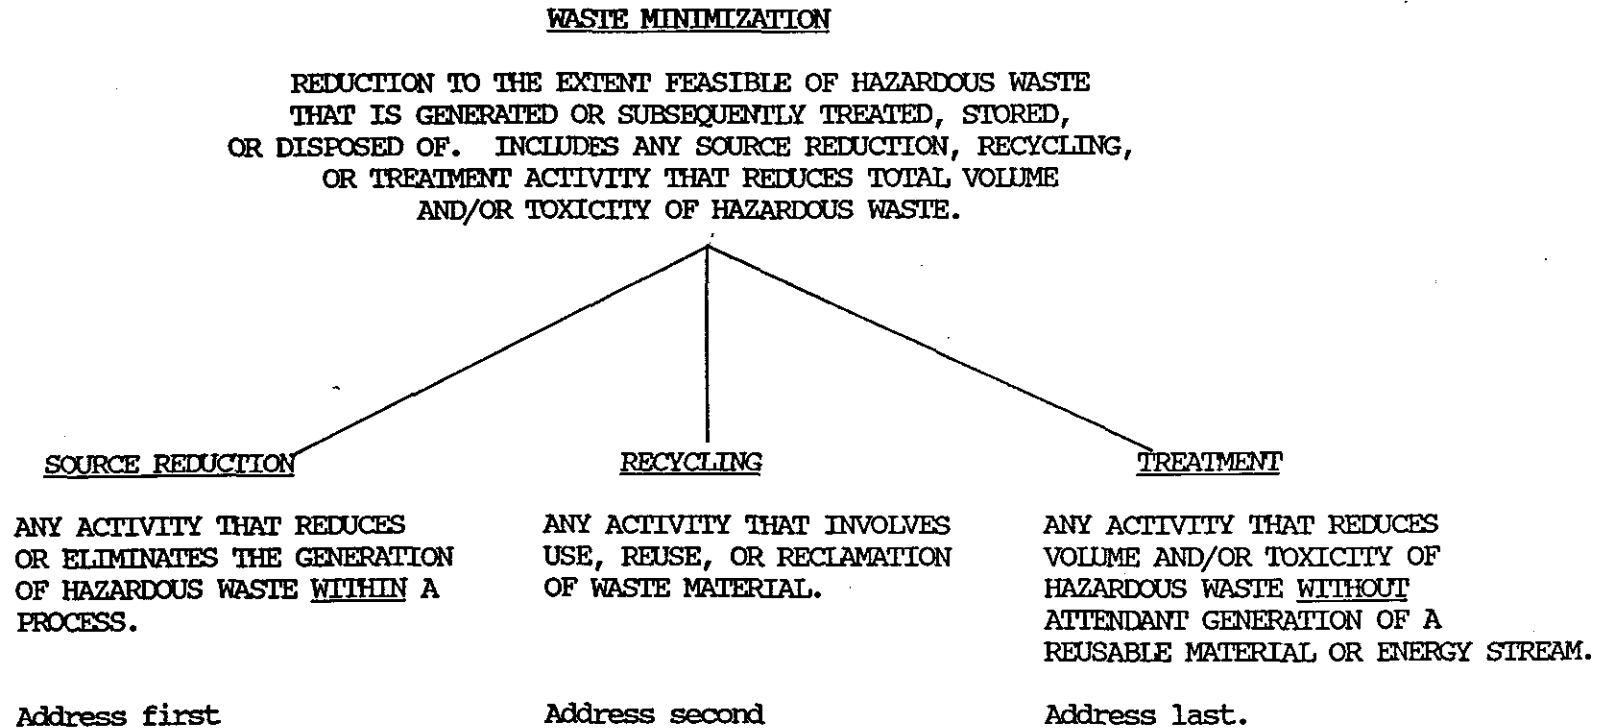 WASTE MINIMIZATION
REDUCTION TO THE EXTENT FEASIBLE OF HAZARDOUS WASTE
THAT IS GENERATED OR SUBSEQUENTLY TREATED, STORED,
OR DISPOSED OF. INCLUDES ANY SOURCE REDUCTION, RECYCLING,
OR TREATMENT ACTIVITY THAT REDUCES TOTAL VOLUME
AND/OR TOXICITY OF HAZARDOUS WASTE.
SOURCE REDUCTION
ANY ACTIVITY THAT REDUCES
OR ELIMINATES THE GENERATION
OF HAZARDOUS WASTE WITHIN A
PROCESS.
Address first
RECYCLING
ANY ACTIVITY THAT INVOLVES
USE, REUSE, OR RECLAMATION
OF WASTE MATERIAL.
Address second
TREATMENT
ANY ACTIVITY THAT REDUCES
VOLUME AND/OR TOXICITY OF
HAZARDOUS WASTE WITHOUT
ATTENDANT GENERATION OF A
REUSABLE MATERIAL OR ENERGY STREAM.
Address last.